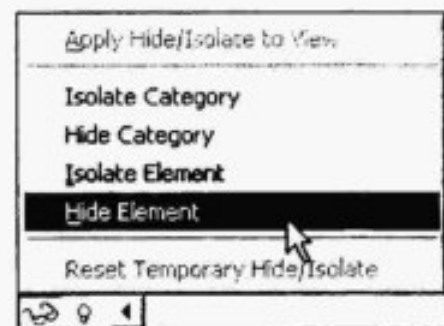 Apply Hide/Isolate to View
Isolate Category
Hide Category
Isolate Element
Hide Element
Reset Temporary Hide/Isolate